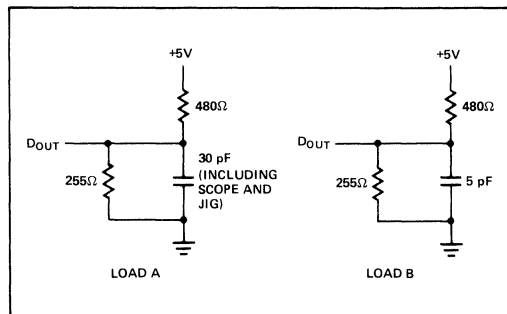 +5V
480Ω
DOUT
255Ω
30 pF
(INCLUDING
SCOPE AND
JIG)
LOAD A
+5V
480Ω
DOUT
255Ω
5 pF
LOAD B